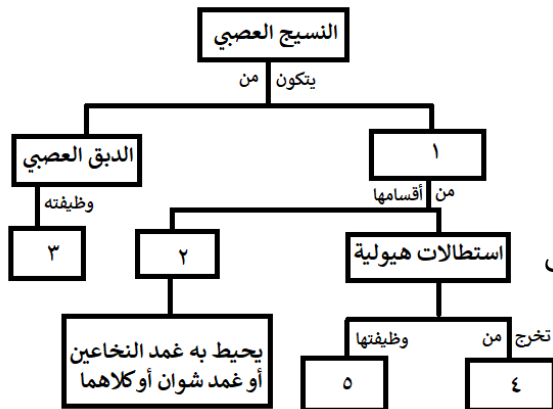 النسيج العصبي
يتكون من
الدبق العصبي
١
وظيفته
من أقسامها
٣
٢
استطالات هيولية
يحيط به غمد النخاعين
أو غمد شوان أو كلاهما
وظيفتها
تخرج من
٥
٤